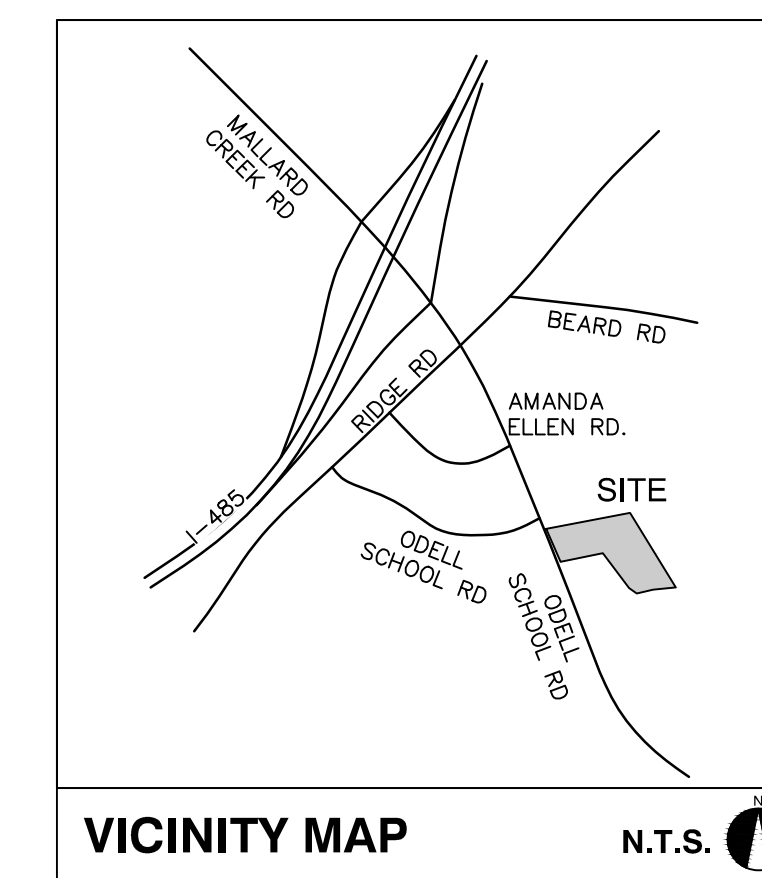 MALLARD
CREEK RD
BEARD RD
RIDGE RD
AMANDA
ELLEN RD.
SITE
I-485
ODELL
SCHOOL RD
ODELL
SCHOOL RD
VICINITY MAP
N.T.S.
N